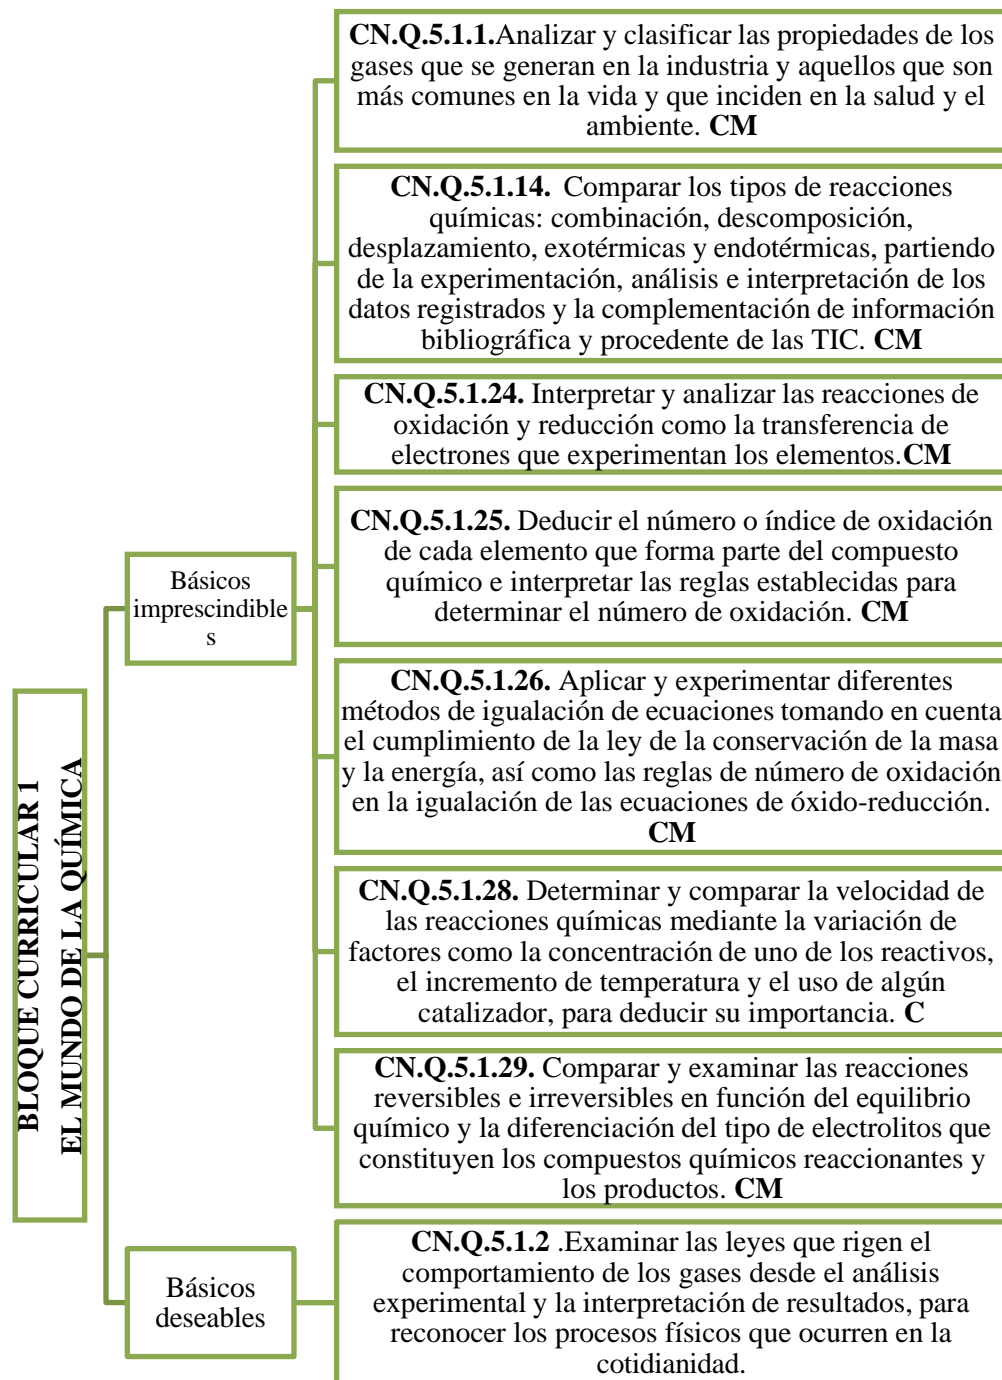 BLOQUE CURRICULAR 1
EL MUNDO DE LA QUÍMICA
Básicos
imprescindible
s
CN.Q.5.1.1.Analizar y clasificar las propiedades de los
gases que se generan en la industria y aquellos que son
más comunes en la vida y que inciden en la salud y el
ambiente. CM
CN.Q.5.1.14. Comparar los tipos de reacciones
químicas: combinación, descomposición,
desplazamiento, exotérmicas y endotérmicas, partiendo
de la experimentación, análisis e interpretación de los
datos registrados y la complementación de información
bibliográfica y procedente de las TIC. CM
CN.Q.5.1.24. Interpretar y analizar las reacciones de
oxidación y reducción como la transferencia de
electrones que experimentan los elementos.CM
CN.Q.5.1.25. Deducir el número o índice de oxidación
de cada elemento que forma parte del compuesto
químico e interpretar las reglas establecidas para
determinar el número de oxidación. CM
CN.Q.5.1.26. Aplicar y experimentar diferentes
métodos de igualación de ecuaciones tomando en cuenta
el cumplimiento de la ley de la conservación de la masa
y la energía, así como las reglas de número de oxidación
en la igualación de las ecuaciones de óxido-reducción.
CM
CN.Q.5.1.28. Determinar y comparar la velocidad de
las reacciones químicas mediante la variación de
factores como la concentración de uno de los reactivos,
el incremento de temperatura y el uso de algún
catalizador, para deducir su importancia. C
CN.Q.5.1.29. Comparar y examinar las reacciones
reversibles e irreversibles en función del equilibrio
químico y la diferenciación del tipo de electrolitos que
constituyen los compuestos químicos reaccionantes y
los productos. CM
Básicos
deseables
CN.Q.5.1.2 .Examinar las leyes que rigen el
comportamiento de los gases desde el análisis
experimental y la interpretación de resultados, para
reconocer los procesos físicos que ocurren en la
cotidianidad.